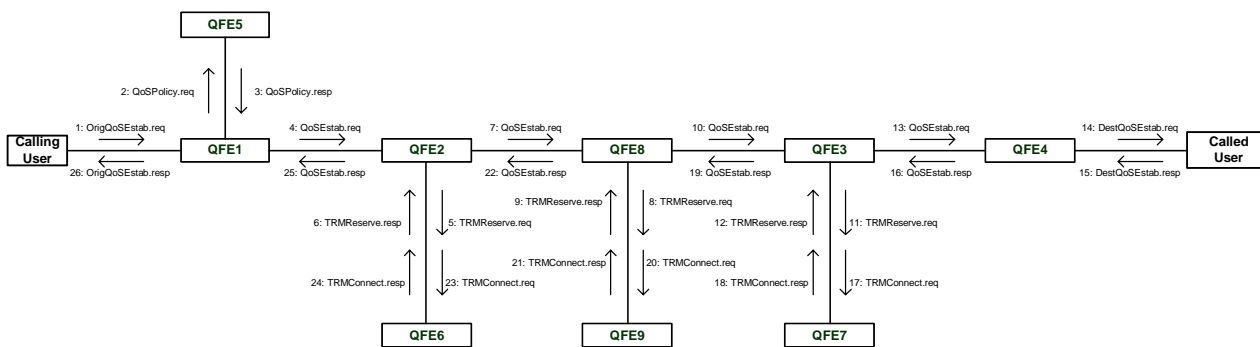 QFE5
2: QoSPolicy.req
3: QoSPolicy.resp
1: OrigQoSEstab.req
4: QoSEstab.req
7: QoSEstab.req
10: QoSEstab.req
13: QoSEstab.req
14: DestQoSEstab.req
Calling
User
QFE1
QFE2
QFE8
QFE3
QFE4
Called
User
26: OrigQoSEstab.resp
25: QoSEstab.resp
22: QoSEstab.resp
19: QoSEstab.resp
16: QoSEstab.resp
15: DestQoSEstab.resp
6: TRMReserve.resp
5: TRMReserve.req
9: TRMReserve.resp
8: TRMReserve.req
12: TRMReserve.resp
11: TRMReserve.req
24: TRMConnect.resp
23: TRMConnect.req
21: TRMConnect.resp
20: TRMConnect.req
18: TRMConnect.resp
17: TRMConnect.req
QFE6
QFE9
QFE7